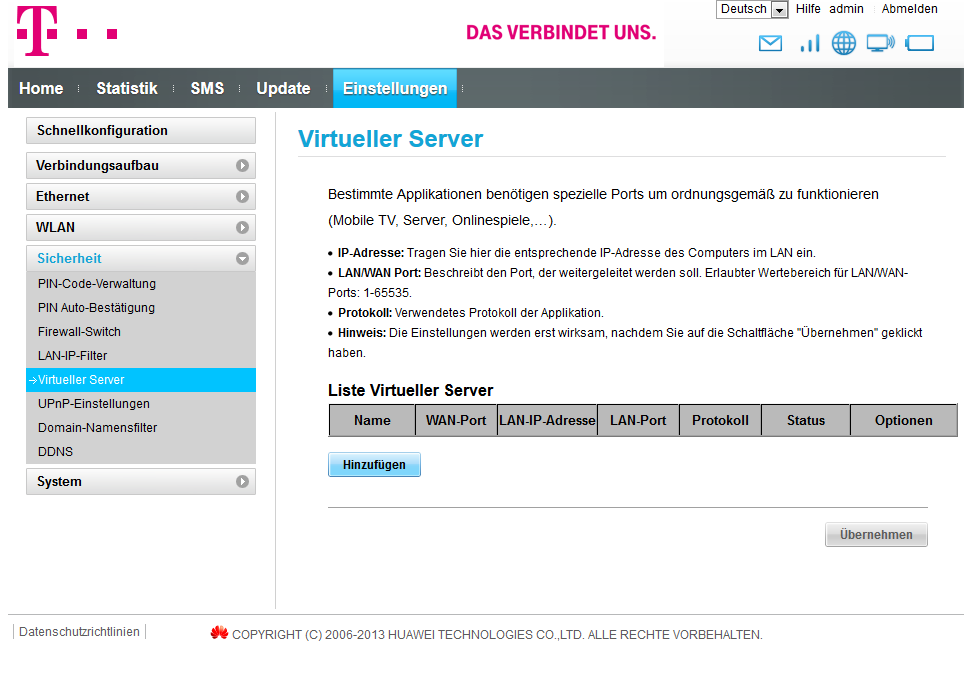 Deutsch Hilfe admin Abmelden
T
DAS VERBINDET UNS.
Home Statistik SMS Update Einstellungen
Schnellkonfiguration
Verbindungsaufbau
Ethernet
WLAN
Sicherheit
PIN-Code-Verwaltung
PIN Auto-Bestätigung
Firewall-Switch
LAN-IP-Filter
→Virtueller Server
UPnP-Einstellungen
Domain-Namensfilter
DDNS
System
Virtueller Server
Bestimmte Applikationen benötigen spezielle Ports um ordnungsgemäß zu funktionieren
(Mobile TV, Server, Onlinespiele,…).
• IP-Adresse: Tragen Sie hier die entsprechende IP-Adresse des Computers im LAN ein.
• LAN/WAN Port: Beschreibt den Port, der weitergeleitet werden soll. Erlaubter Wertebereich für LAN/WAN-
Ports: 1-65535.
• Protokoll: Verwendetes Protokoll der Applikation.
• Hinweis: Die Einstellungen werden erst wirksam, nachdem Sie auf die Schaltfläche "Übernehmen" geklickt
haben.
Liste Virtueller Server
Name WAN-Port LAN-IP-Adresse LAN-Port Protokoll Status Optionen
Hinzufügen
Übernehmen
Datenschutzrichtlinien
COPYRIGHT (C) 2006-2013 HUAWEI TECHNOLOGIES CO.,LTD. ALLE RECHTE VORBEHALTEN.